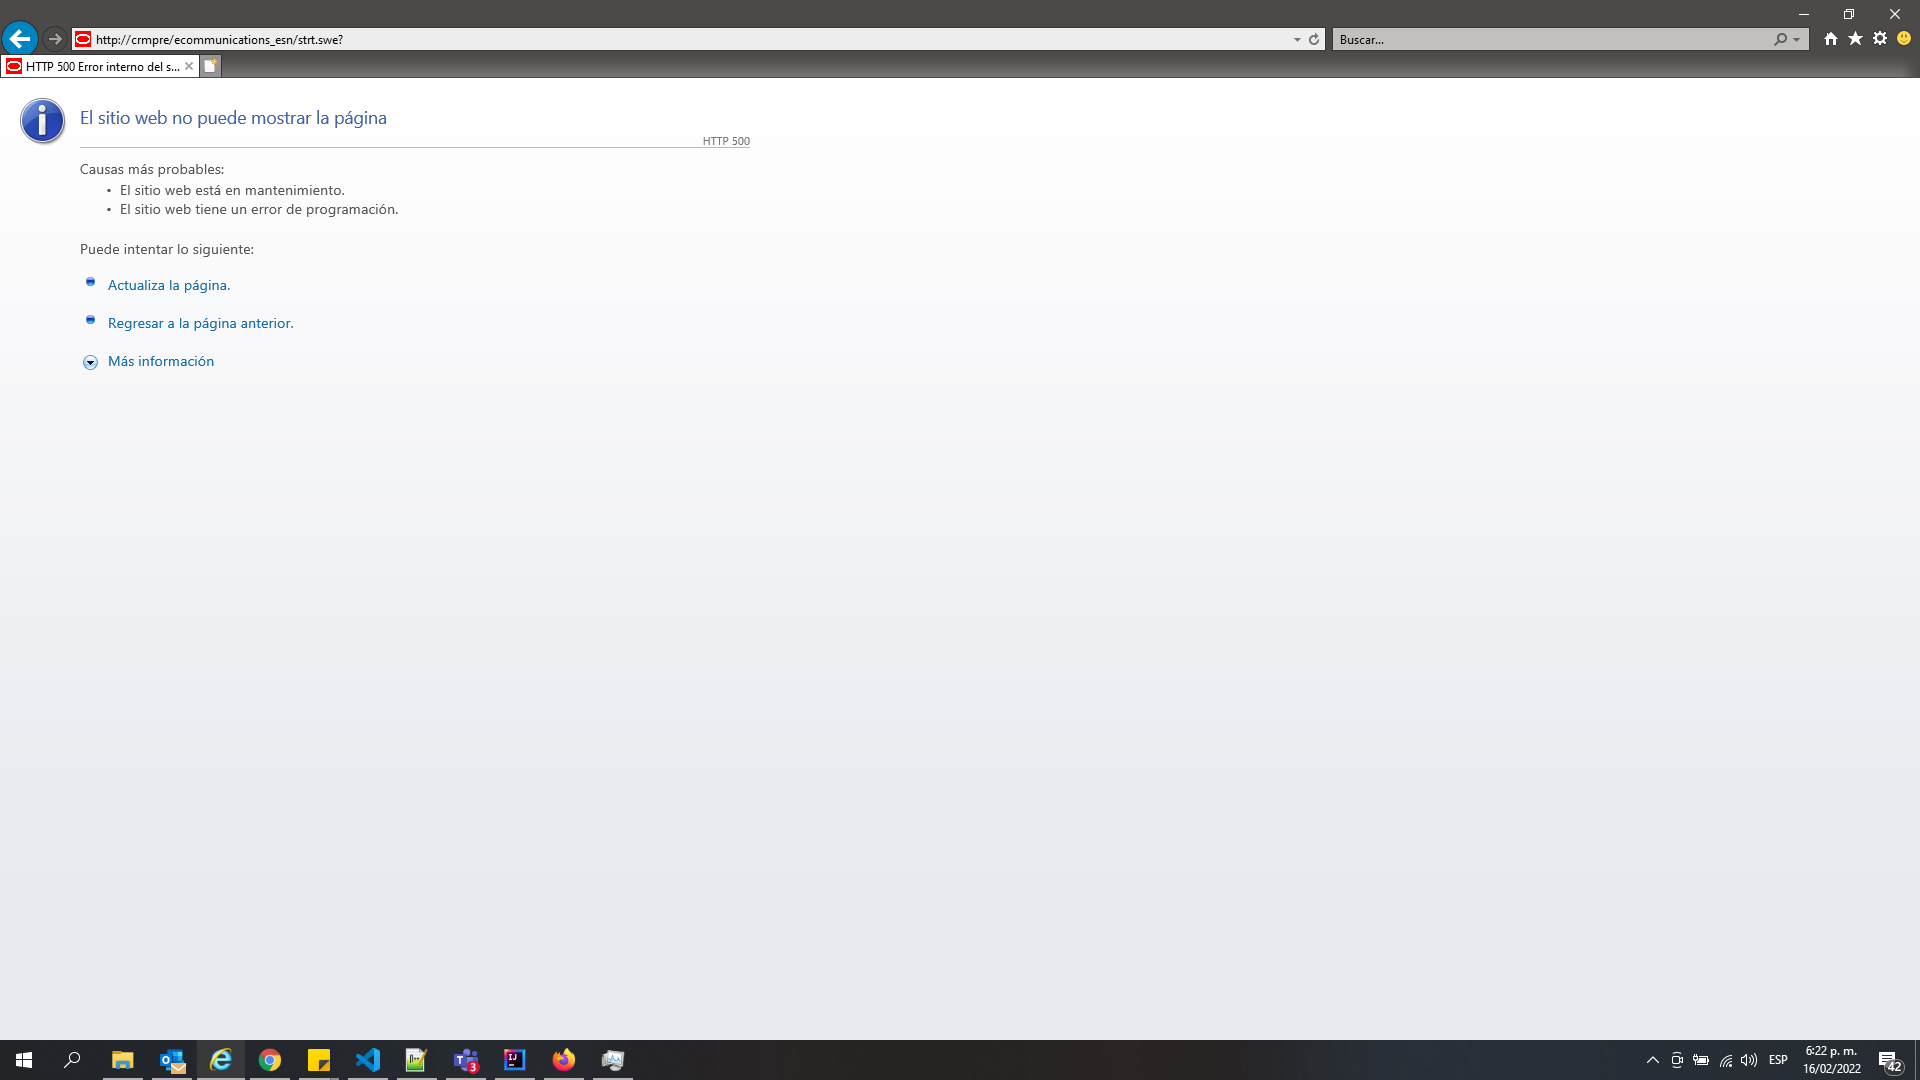 http://crmpre/ecommunications_esn/strt.swe?
Buscar...
HTTP 500 Error interno del s...
El sitio web no puede mostrar la página
HTTP 500
Causas más probables:
• El sitio web está en mantenimiento.
• El sitio web tiene un error de programación.
Puede intentar lo siguiente:
Actualiza la página.
Regresar a la página anterior.
Más información
6:22 p. m.
ESP
16/02/2022
3
42